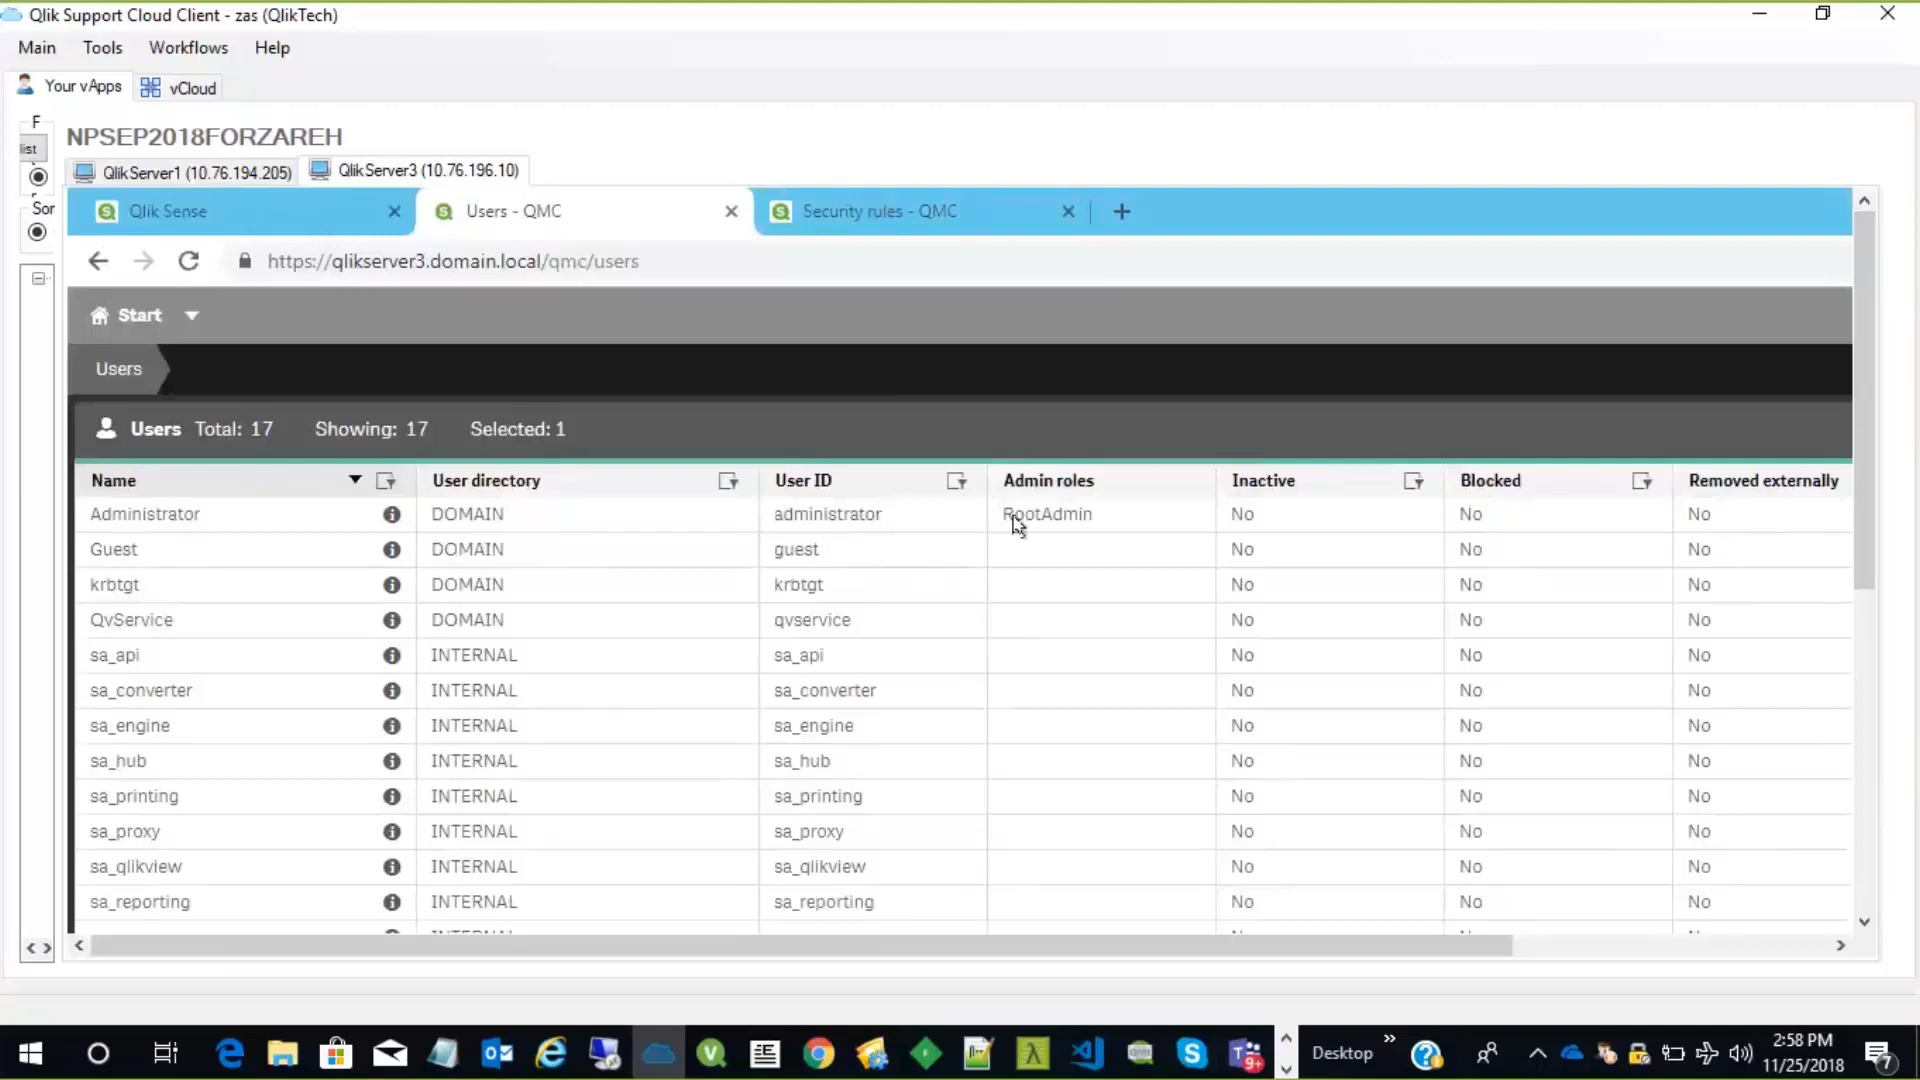 Qlik Support Cloud Client - zas (QlikTech)
Main Tools Workflows Help
Your vApps vCloud
F
list
Sor
NPSEP2018FORZAREH
QlikServer1 (10.76.194.205) QlikServer3 (10.76.196.10)
Qlik Sense Users - QMC Security rules - QMC
https://qlikserver3.domain.local/qmc/users
Start
Users
Users Total: 17 Showing: 17 Selected: 1
Name User directory User ID Admin roles Inactive Blocked Removed externally
Administrator DOMAIN administrator RootAdmin No No No
Guest DOMAIN guest No No No
krbtgt DOMAIN krbtgt No No No
QvService DOMAIN qvservice No No No
sa_api INTERNAL sa_api No No No
sa_converter INTERNAL sa_converter No No No
sa_engine INTERNAL sa_engine No No No
sa_hub INTERNAL sa_hub No No No
sa_printing INTERNAL sa_printing No No No
sa_proxy INTERNAL sa_proxy No No No
sa_qlikview INTERNAL sa_qlikview No No No
sa_reporting INTERNAL sa_reporting No No No
Desktop
2:58 PM
11/25/2018
9+
7